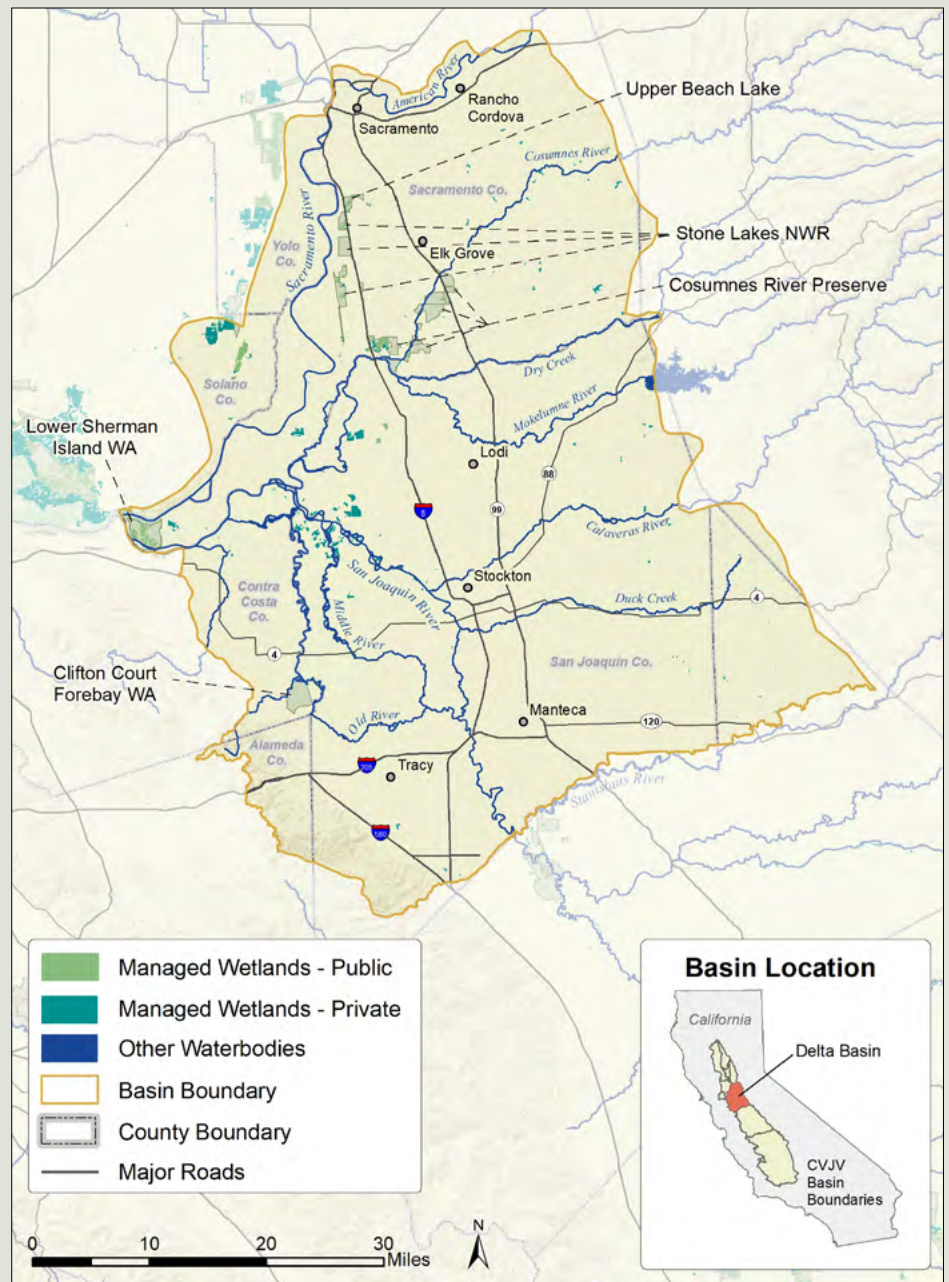 American River
Rancho
Cordova
Sacramento
Upper Beach Lake
Cosumnes River
Sacramento Co.
Sacramento River
Yolo
Co.
Elk Grove
Stone Lakes NWR
Cosumnes River Preserve
Dry Creek
Solano
Co.
Mokelumne River
Lower Sherman
Island WA
Lodi
88
5
99
Calaveras River
Contra
Costa
Co.
San Joaquin River
Stockton
Middle River
Duck Creek
4
4
San Joaquin Co.
Clifton Court
Forebay WA
Old River
Manteca
120
Alameda
Co.
205
Tracy
Stanislaus River
580
Managed Wetlands - Public
Managed Wetlands - Private
Other Waterbodies
Basin Boundary
County Boundary
Major Roads
Basin Location
California
Delta Basin
CVJV
Basin
Boundaries
0 10 20 30
Miles
N